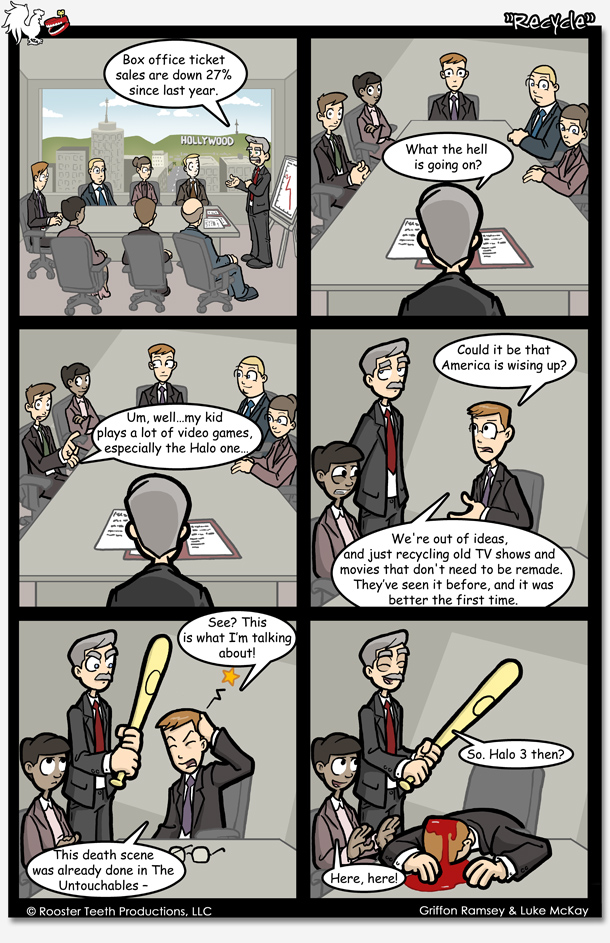 "Recycle"
Box office ticket
sales are down 27%
since last year.
HOLLYWOOD
What the hell
is going on?
Um, well...my kid
plays a lot of video games,
especially the Halo one...
Could it be that
America is wising up?
We're out of ideas,
and just recycling old TV shows and
movies that don't need to be remade.
They've seen it before, and it was
better the first time.
See? This
is what I'm talking
about!
This death scene
was already done in The
Untouchables –
So. Halo 3 then?
Here, here!
© Rooster Teeth Productions, LLC
Griffon Ramsey & Luke McKay